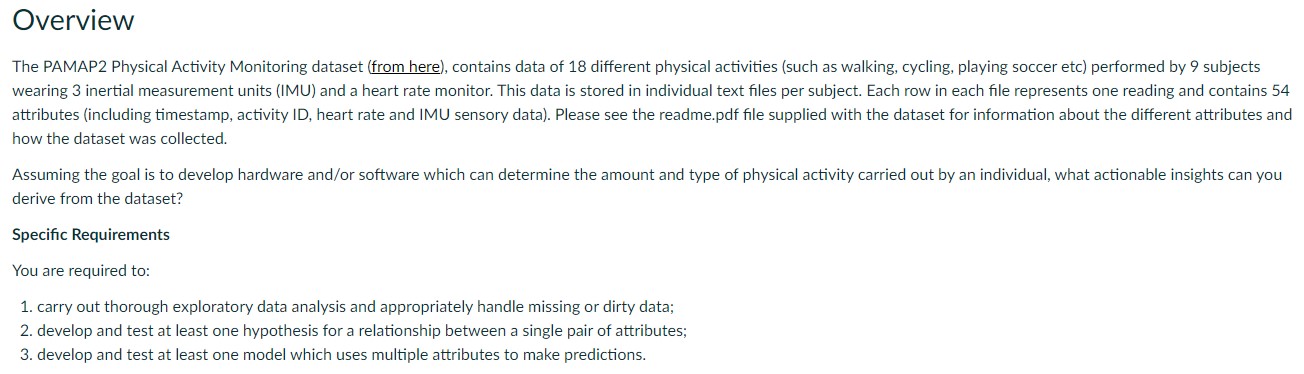 Overview
The PAMAP2 Physical Activity Monitoring dataset (from here), contains data of 18 different physical activities (such as walking, cycling, playing soccer etc) performed by 9 subjects
wearing 3 inertial measurement units (IMU) and a heart rate monitor. This data is stored in individual text files per subject. Each row in each file represents one reading and contains 54
attributes (including timestamp, activity ID, heart rate and IMU sensory data). Please see the readme.pdf file supplied with the dataset for information about the different attributes and
how the dataset was collected.
Assuming the goal is to develop hardware and/or software which can determine the amount and type of physical activity carried out by an individual, what actionable insights can you
derive from the dataset?
Specific Requirements
You are required to:
1. carry out thorough exploratory data analysis and appropriately handle missing or dirty data;
2. develop and test at least one hypothesis for a relationship between a single pair of attributes;
3. develop and test at least one model which uses multiple attributes to make predictions.